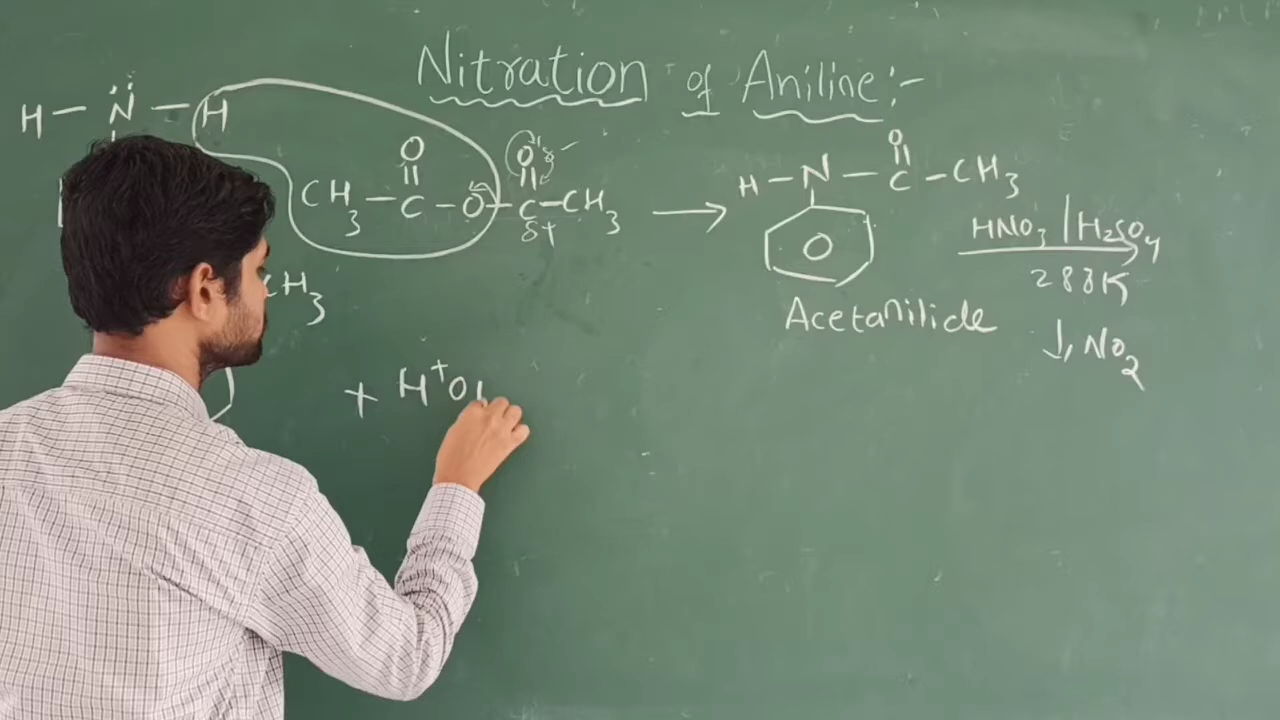 Nitration of Aniline:-
H - N̈ - H
O O δ- O
CH3 - C - O - C - CH3 → H - N - C - CH3
δ+
HNO3 / H2SO4
288K
CH3
Acetanilide
↓, NO2
+ H+O